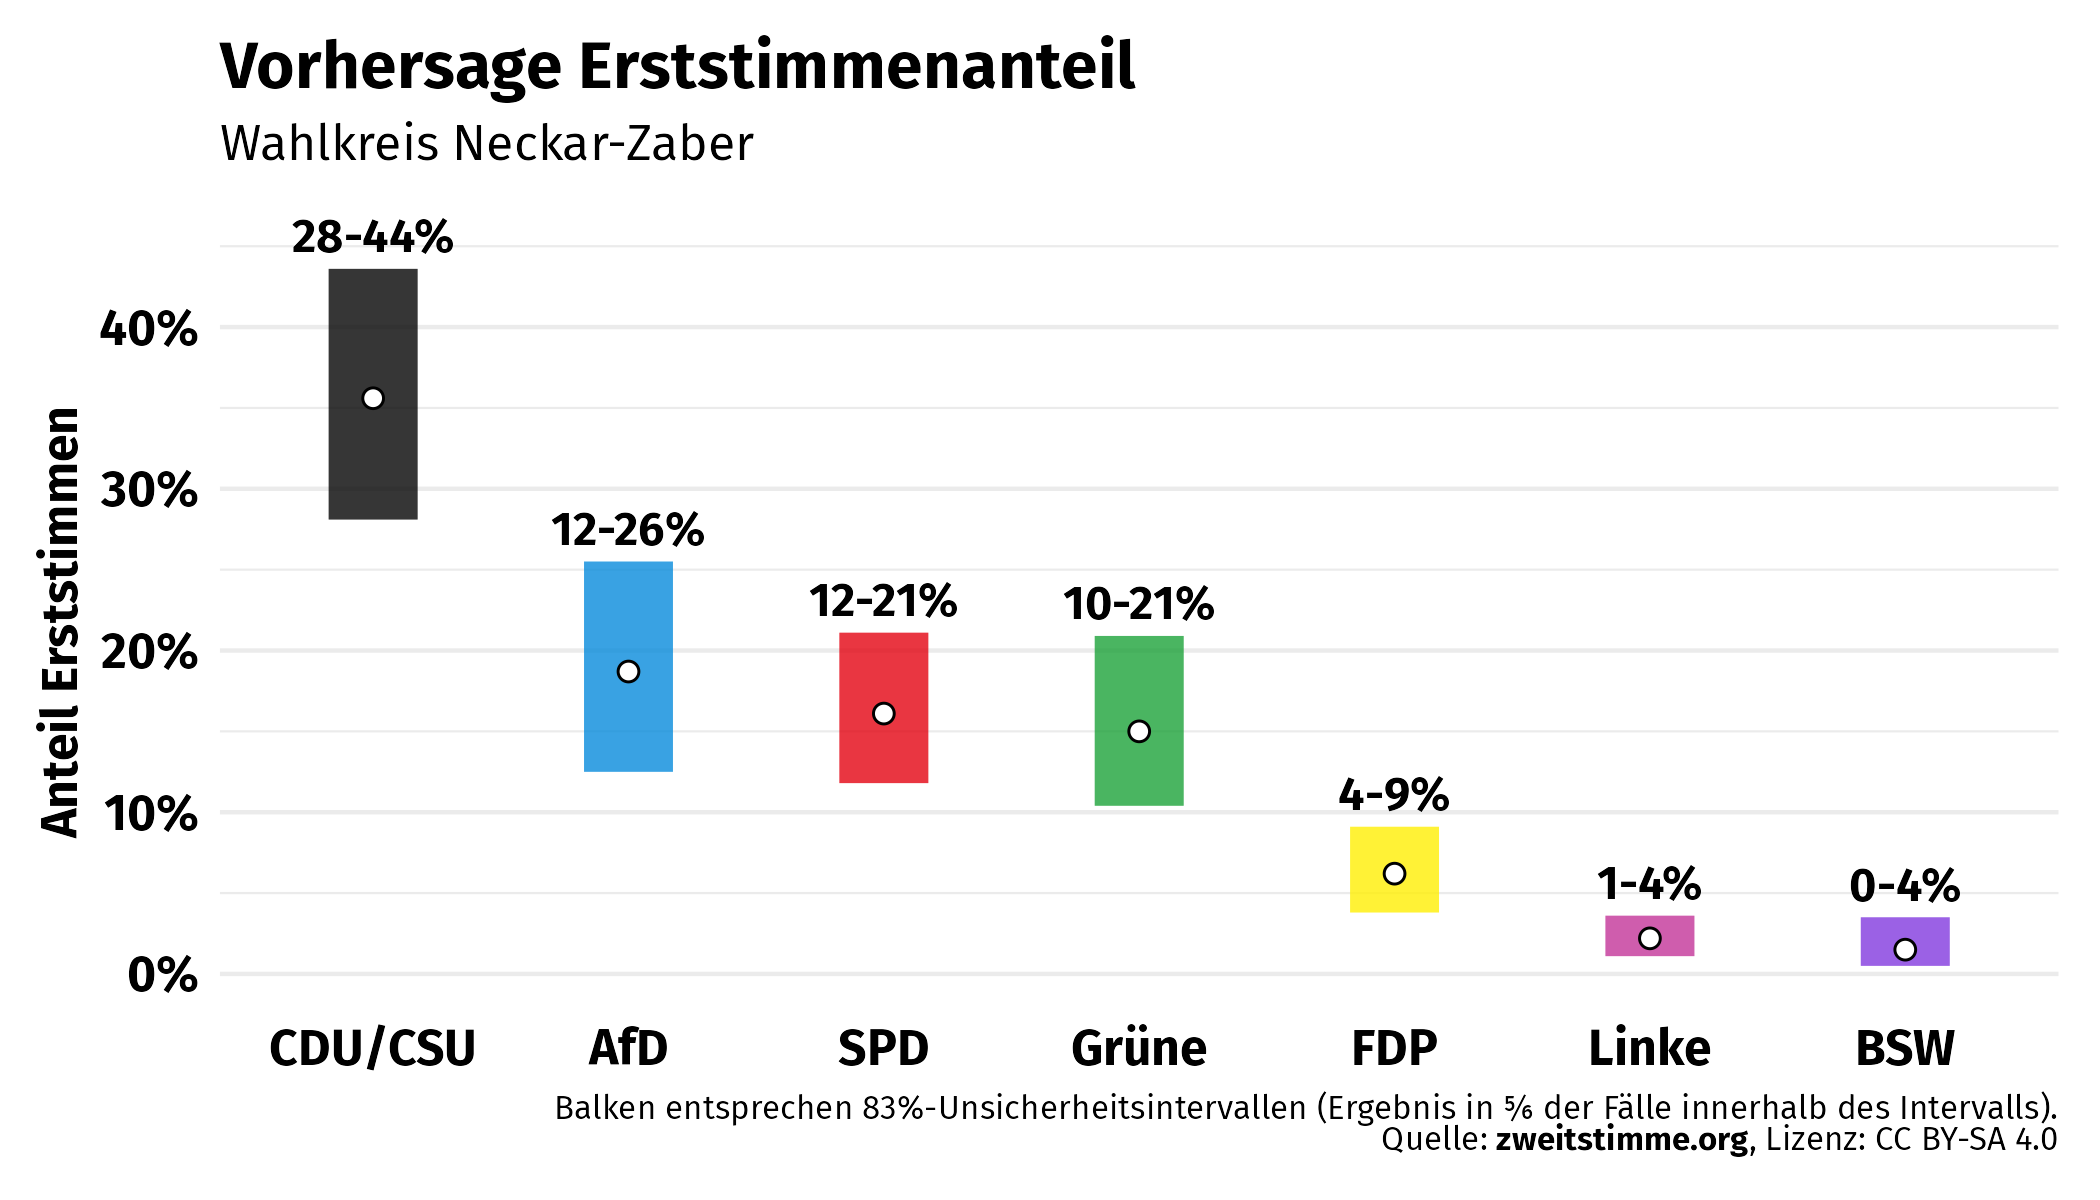 Vorhersage Erststimmenanteil
Wahlkreis Neckar-Zaber
Anteil Erststimmen
40%
30%
20%
10%
0%
28-44%
12-26%
12-21%
10-21%
4-9%
1-4%
0-4%
CDU/CSU
AfD
SPD
Grüne
FDP
Linke
BSW
Balken entsprechen 83%-Unsicherheitsintervallen (Ergebnis in ⅚ der Fälle innerhalb des Intervalls).
Quelle: zweitstimme.org, Lizenz: CC BY-SA 4.0